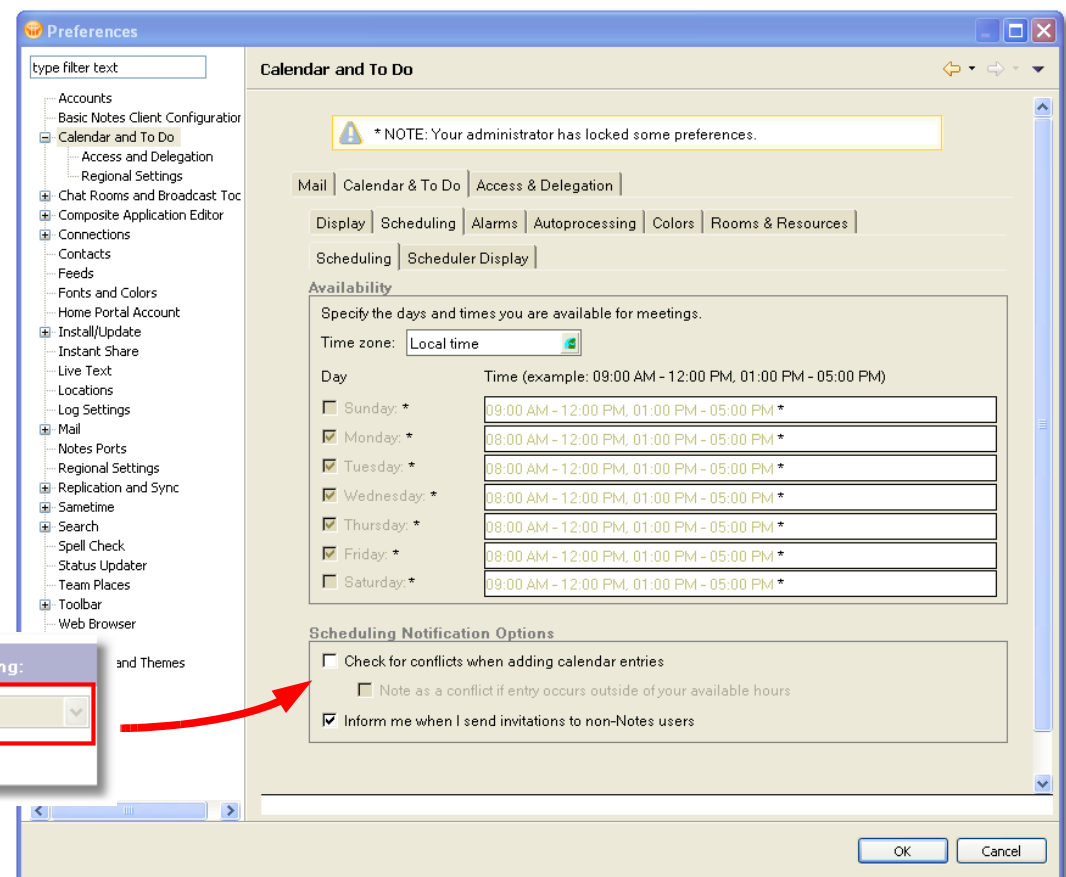 Preferences
type filter text
Calendar and To Do
Accounts
Basic Notes Client Configuration
Calendar and To Do
Access and Delegation
Regional Settings
Chat Rooms and Broadcast Too
Composite Application Editor
Connections
Contacts
Feeds
Fonts and Colors
Home Portal Account
Install/Update
Instant Share
Live Text
Locations
Log Settings
Mail
Notes Ports
Regional Settings
Replication and Sync
Sametime
Search
Spell Check
Status Updater
Team Places
Toolbar
Web Browser
and Themes
ng:
* NOTE: Your administrator has locked some preferences.
Mail Calendar & To Do Access & Delegation
Display Scheduling Alarms Autoprocessing Colors Rooms & Resources
Scheduling Scheduler Display
Availability
Specify the days and times you are available for meetings.
Time zone: Local time
Day Time (example: 09:00 AM - 12:00 PM, 01:00 PM - 05:00 PM)
Sunday: * 09:00 AM - 12:00 PM, 01:00 PM - 05:00 PM *
Monday: * 08:00 AM - 12:00 PM, 01:00 PM - 05:00 PM *
Tuesday: * 08:00 AM - 12:00 PM, 01:00 PM - 05:00 PM *
Wednesday: * 08:00 AM - 12:00 PM, 01:00 PM - 05:00 PM *
Thursday: * 08:00 AM - 12:00 PM, 01:00 PM - 05:00 PM *
Friday: * 08:00 AM - 12:00 PM, 01:00 PM - 05:00 PM *
Saturday: * 09:00 AM - 12:00 PM, 01:00 PM - 05:00 PM *
Scheduling Notification Options
Check for conflicts when adding calendar entries
Note as a conflict if entry occurs outside of your available hours
Inform me when I send invitations to non-Notes users
OK Cancel